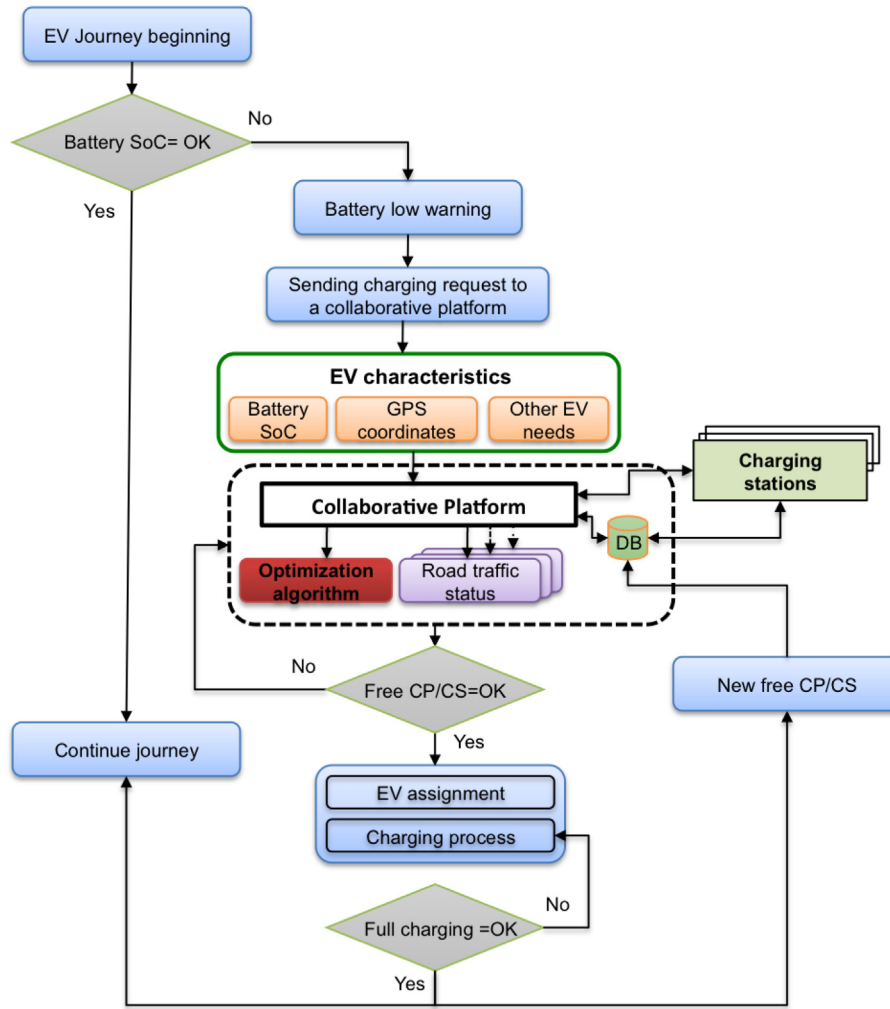 EV Journey beginning
Battery SoC= OK
No
Yes
Battery low warning
Sending charging request to
a collaborative platform
EV characteristics
Battery
SoC
GPS
coordinates
Other EV
needs
Charging
stations
Collaborative Platform
DB
Optimization
algorithm
Road traffic
status
No
Free CP/CS=OK
Yes
New free CP/CS
Continue journey
EV assignment
Charging process
Full charging =OK
No
Yes